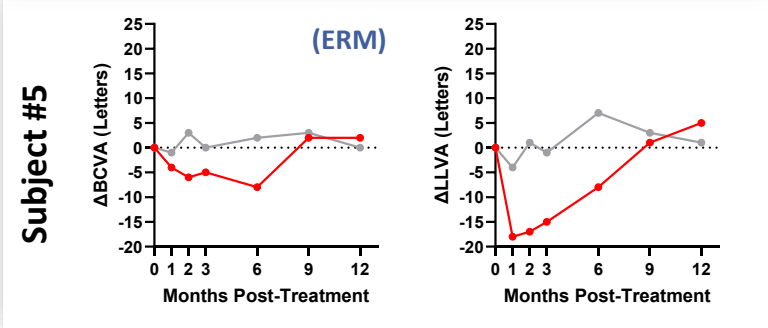 Subject #5
(ERM)
ΔBCVA (Letters)
25
20
15
10
5
0
-5
-10
-15
-20
0 1 2 3 6 9 12
Months Post-Treatment
ΔLLVA (Letters)
25
20
15
10
5
0
-5
-10
-15
-20
0 1 2 3 6 9 12
Months Post-Treatment